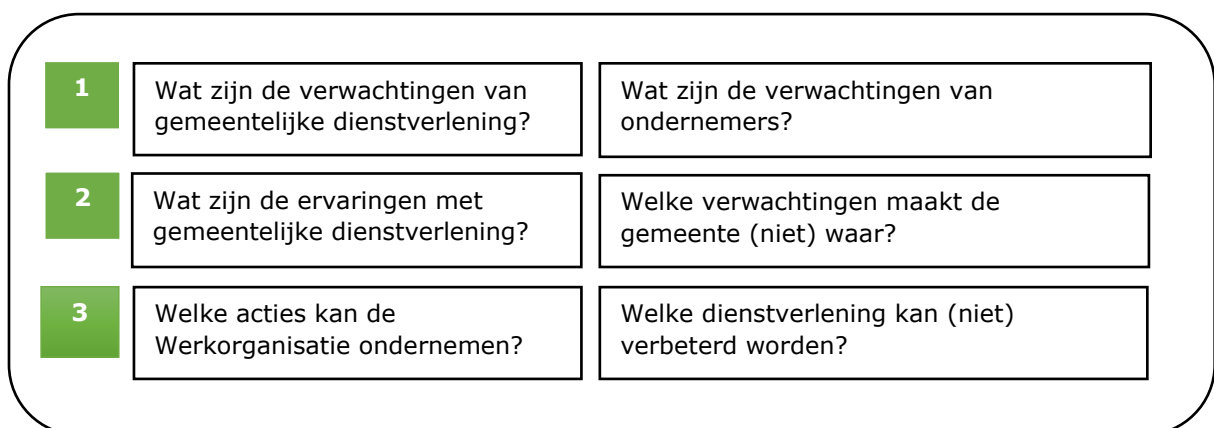 1
Wat zijn de verwachtingen van
gemeentelijke dienstverlening?
Wat zijn de verwachtingen van
ondernemers?
2
Wat zijn de ervaringen met
gemeentelijke dienstverlening?
Welke verwachtingen maakt de
gemeente (niet) waar?
3
Welke acties kan de
Werkorganisatie ondernemen?
Welke dienstverlening kan (niet)
verbeterd worden?